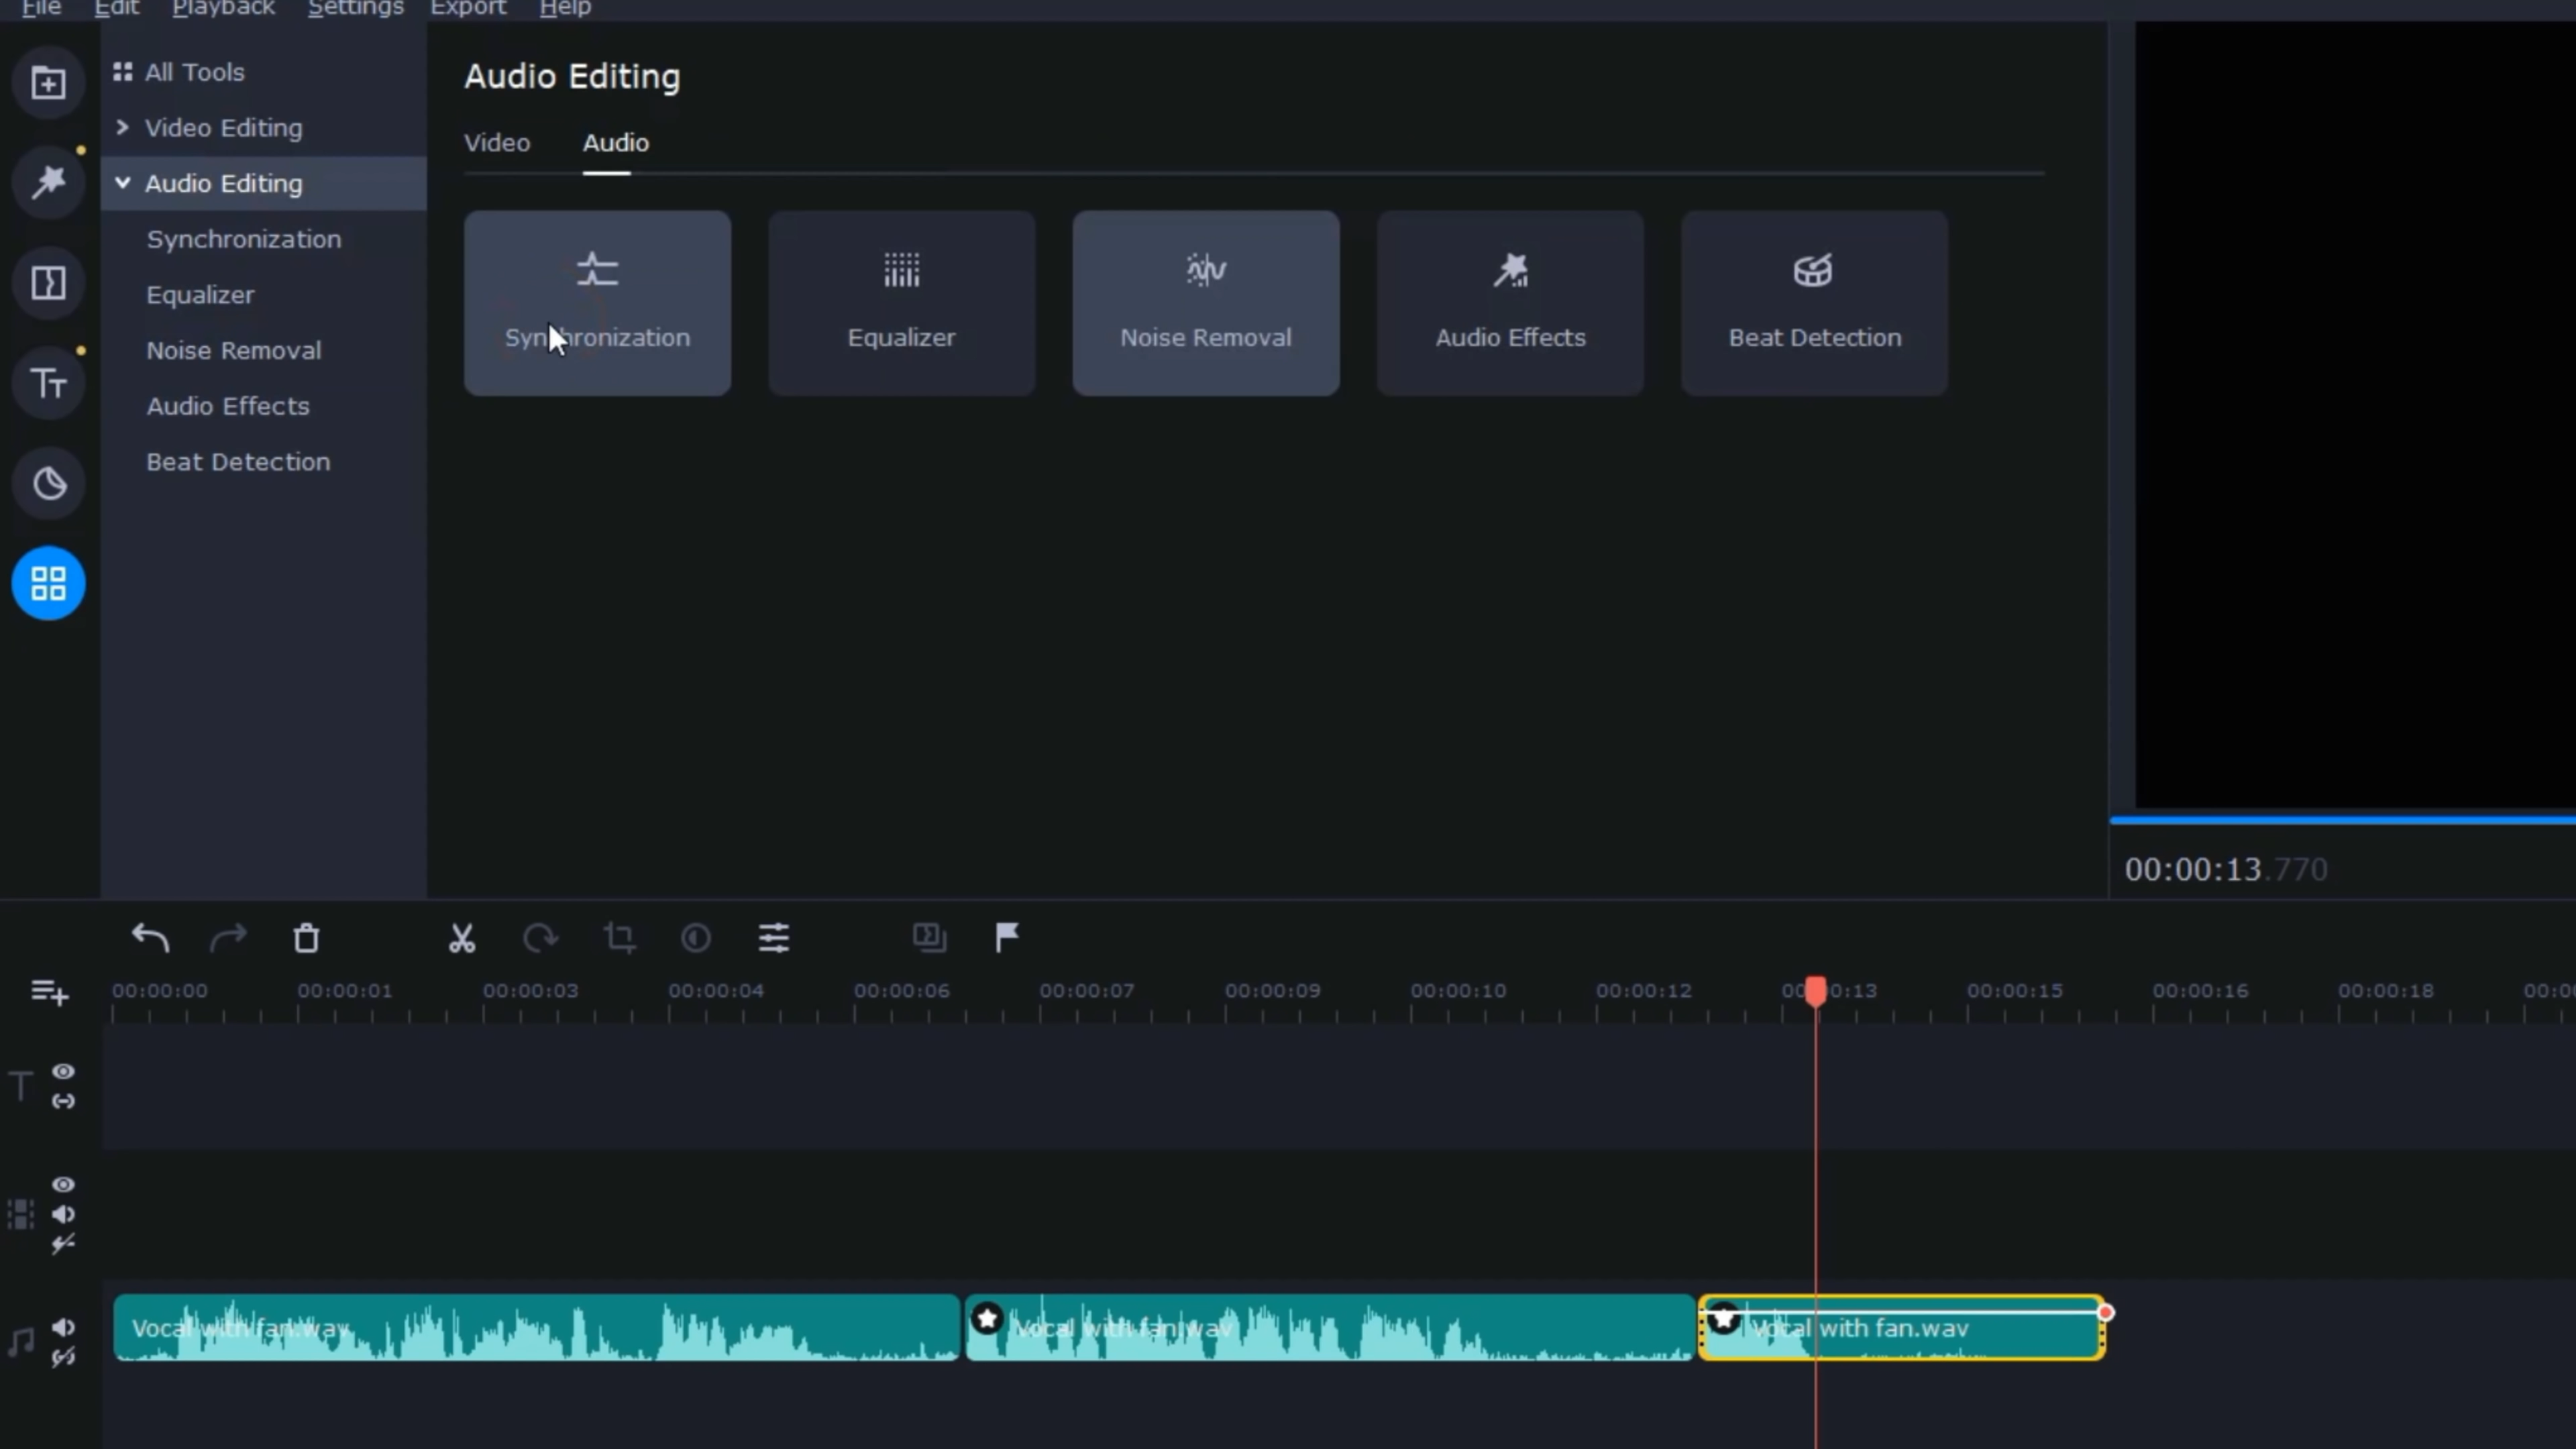 File Edit Playback Settings Export Help
All Tools
Video Editing
Audio Editing
Synchronization
Equalizer
Noise Removal
Audio Effects
Beat Detection
Audio Editing
Video Audio
Synchronization Equalizer Noise Removal Audio Effects Beat Detection
00:00:13.770
00:00:00 00:00:01 00:00:03 00:00:04 00:00:06 00:00:07 00:00:09 00:00:10 00:00:12 00:00:13 00:00:15 00:00:16 00:00:18
Vocal with fan.wav Vocal with fan.wav Vocal with fan.wav